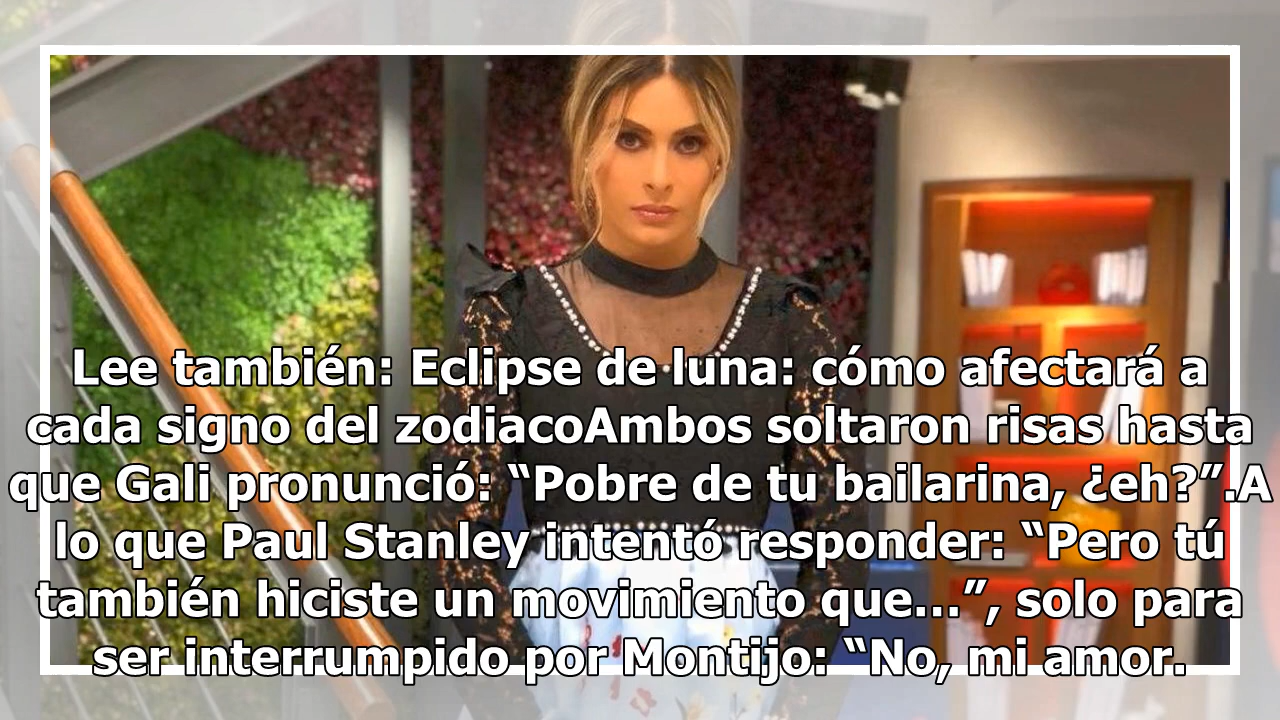 Lee también: Eclipse de luna: cómo afectará a
cada signo del zodiacoAmbos soltaron risas hasta
que Gali pronunció: “Pobre de tu bailarina, ¿eh?”.A
lo que Paul Stanley intentó responder: “Pero tú
también hiciste un movimiento que...”, solo para
ser interrumpido por Montijo: “No, mi amor.